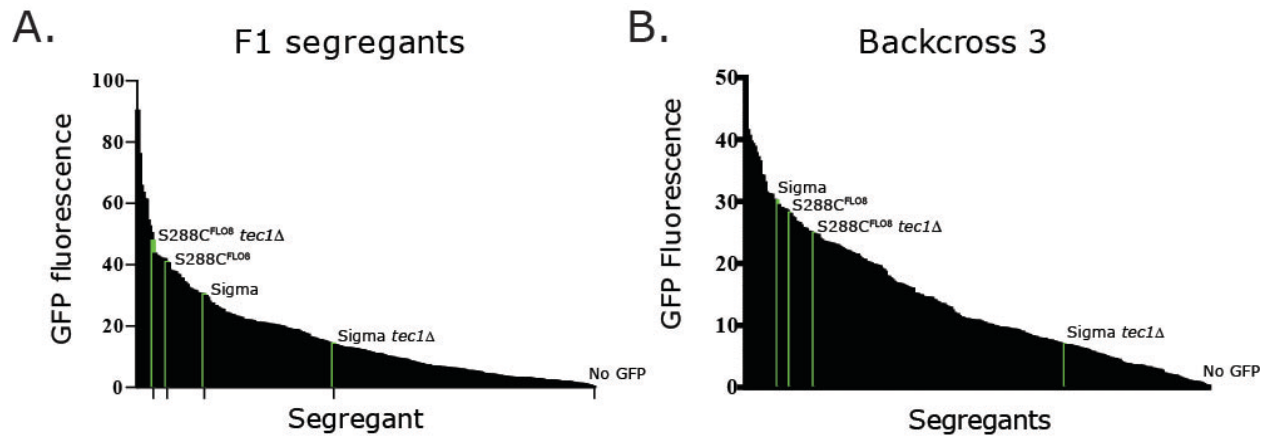 A.
F1 segregants
GFP fluorescence
100
80
60
40
20
0
S288C^FLO8 tec1Δ
S288C^FLO8
Sigma
Sigma tec1Δ
No GFP
Segregant
B.
Backcross 3
GFP Fluorescence
50
40
30
20
10
0
Sigma
S288C^FLO8
S288C^FLO8 tec1Δ
Sigma tec1Δ
No GFP
Segregants